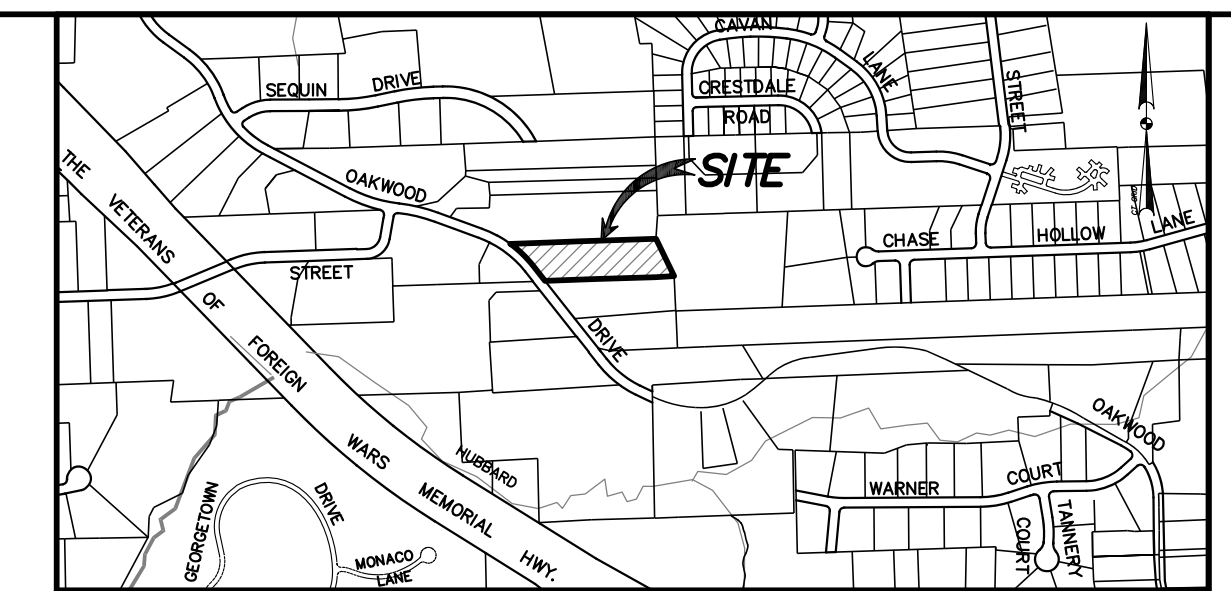 CAVAN
LANE
SEQUIN DRIVE
CRESTDALE
ROAD
STREET
THE VETERANS OF FOREIGN WARS MEMORIAL HWY.
OAKWOOD
SITE
CHASE HOLLOW LANE
STREET
DRIVE
HUBBARD
OAKWOOD
WARNER COURT
TANNERY
COURT
GEORGETOWN
DRIVE
MONACO
LANE